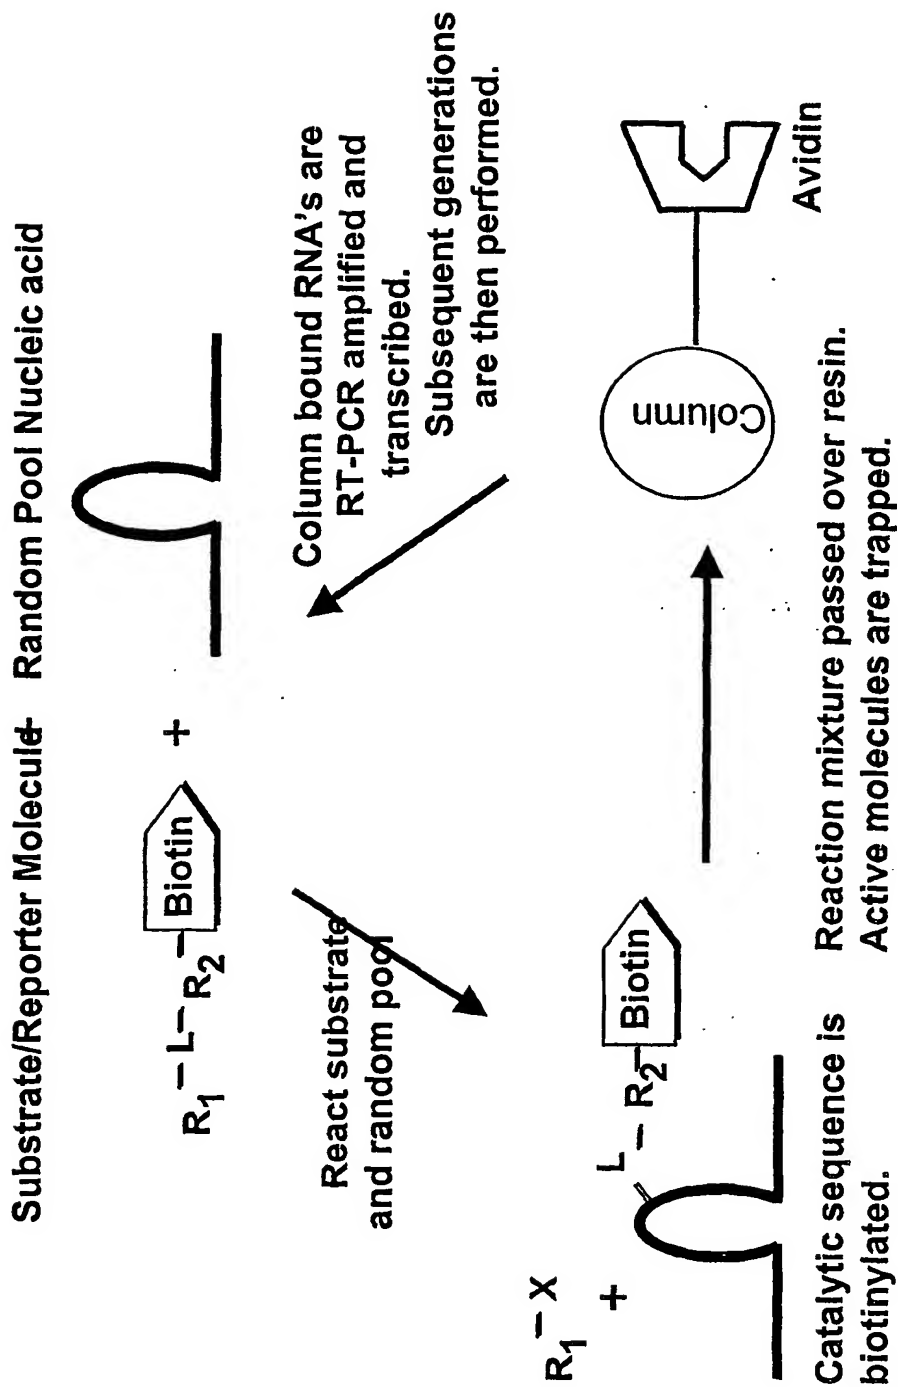 Substrate/Reporter Molecule+ Random Pool Nucleic acid
R1 - L - R2 - Biotin +
React substrate
and random pool
Column bound RNA's are
RT-PCR amplified and
transcribed.
Subsequent generations
are then performed.
R1 - X
+
L - R2 - Biotin
Column
Avidin
Catalytic sequence is
biotinylated.
Reaction mixture passed over resin.
Active molecules are trapped.